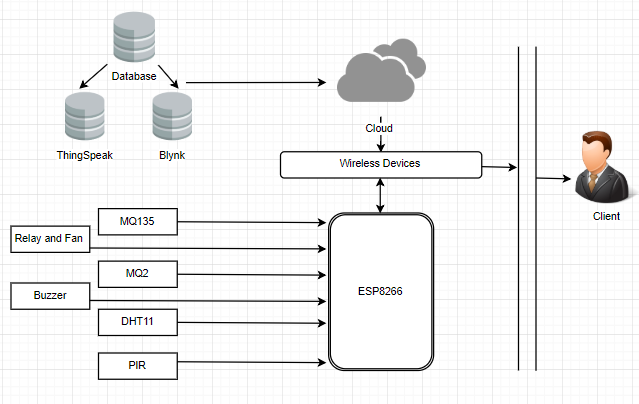 Database
ThingSpeak
Blynk
Cloud
Wireless Devices
Client
MQ135
Relay and Fan
MQ2
ESP8266
Buzzer
DHT11
PIR